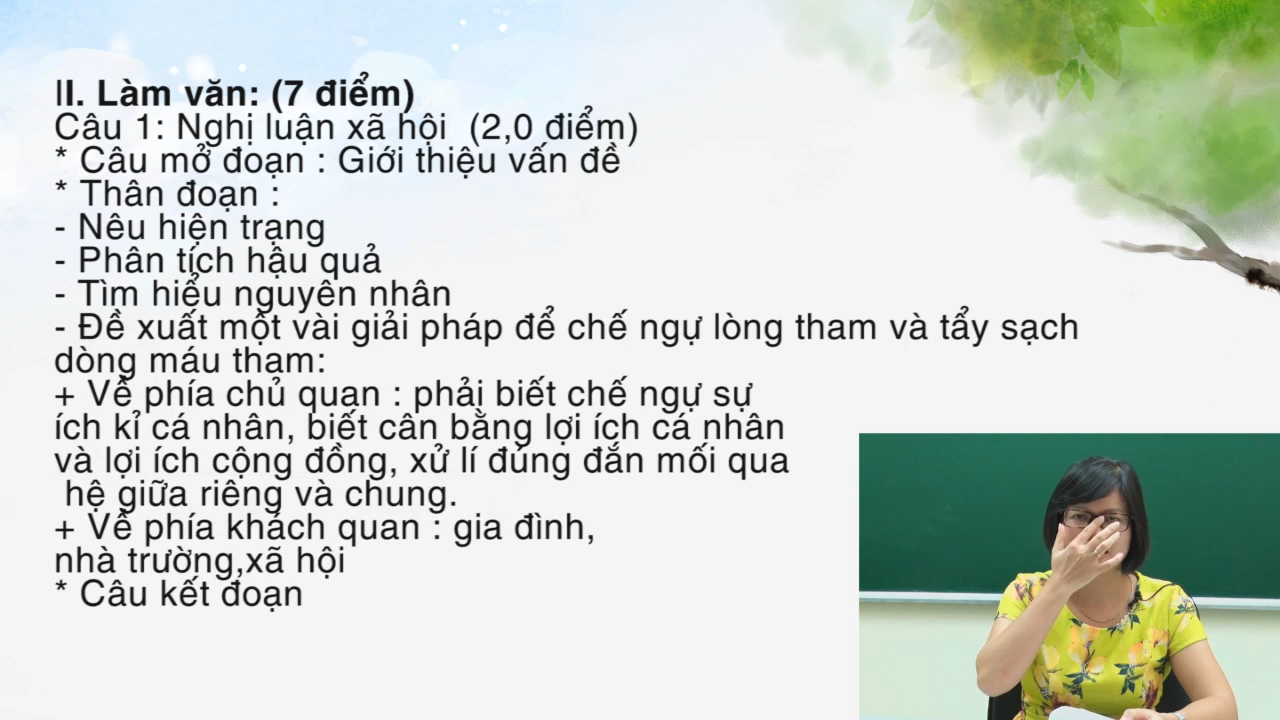 II. Làm văn: (7 điểm)
Câu 1: Nghị luận xã hội (2,0 điểm)
* Câu mở đoạn : Giới thiệu vấn đề
* Thân đoạn :
- Nêu hiện trạng
- Phân tích hậu quả
- Tìm hiểu nguyên nhân
- Đề xuất một vài giải pháp để chế ngự lòng tham và tẩy sạch
dòng máu tham:
+ Về phía chủ quan : phải biết chế ngự sự
ích kỉ cá nhân, biết cân bằng lợi ích cá nhân
và lợi ích cộng đồng, xử lí đúng đắn mối qua
hệ giữa riêng và chung.
+ Về phía khách quan : gia đình,
nhà trường,xã hội
* Câu kết đoạn